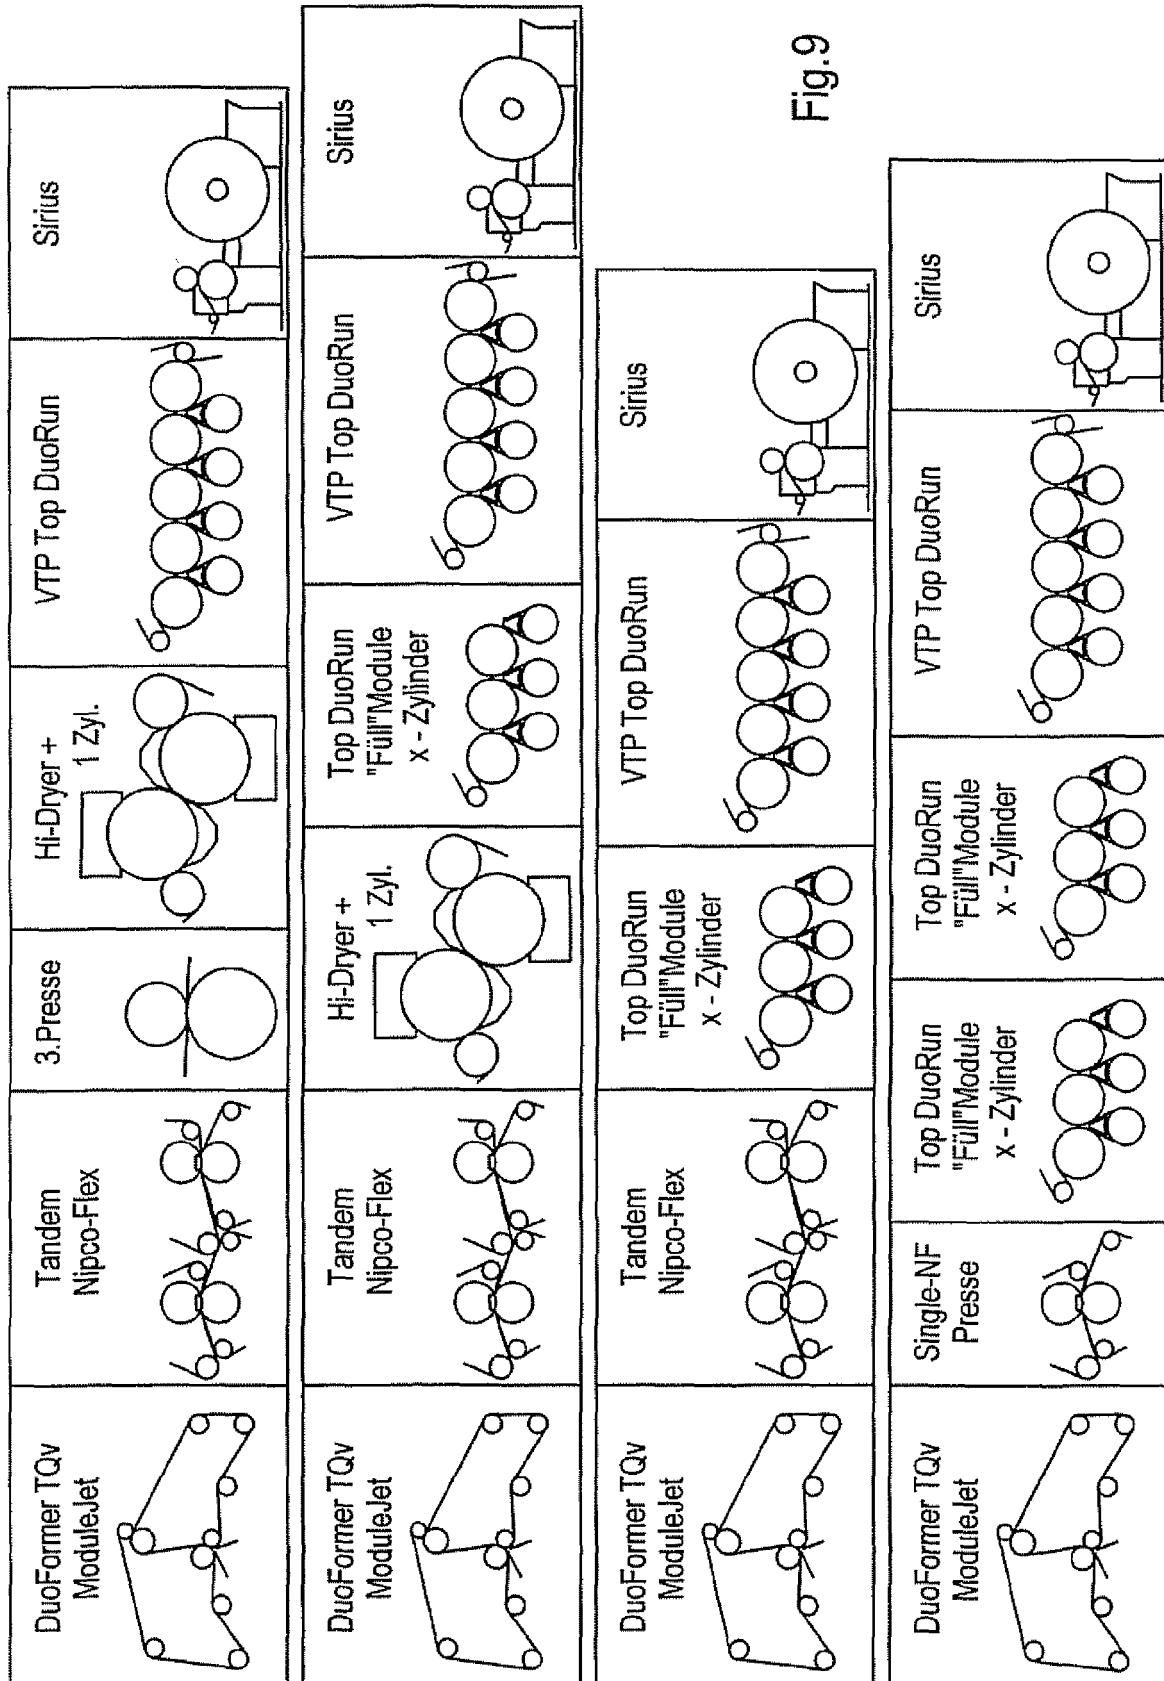 DuoFormer TQv
ModuleJet
Tandem
Nipco-Flex
3.Presse
Hi-Dryer +
1 Zyl.
VTP Top DuoRun
Sirius
DuoFormer TQv
ModuleJet
Tandem
Nipco-Flex
Hi-Dryer +
1 Zyl.
Top DuoRun
"Füll"Module
x - Zylinder
VTP Top DuoRun
Sirius
DuoFormer TQv
ModuleJet
Tandem
Nipco-Flex
Top DuoRun
"Füll"Module
x - Zylinder
VTP Top DuoRun
Sirius
DuoFormer TQv
ModuleJet
Single-NF
Presse
Top DuoRun
"Füll"Module
x - Zylinder
Top DuoRun
"Füll"Module
x - Zylinder
VTP Top DuoRun
Sirius
Fig.9